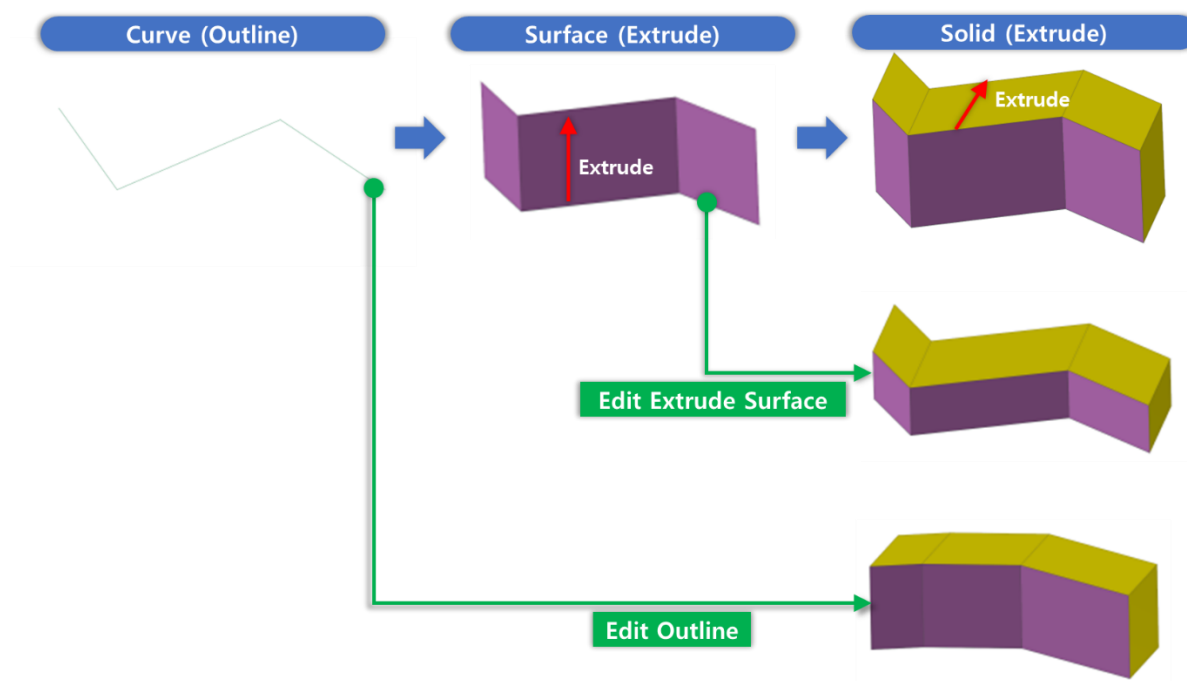 Curve (Outline)
Surface (Extrude)
Solid (Extrude)
Extrude
Extrude
Edit Extrude Surface
Edit Outline